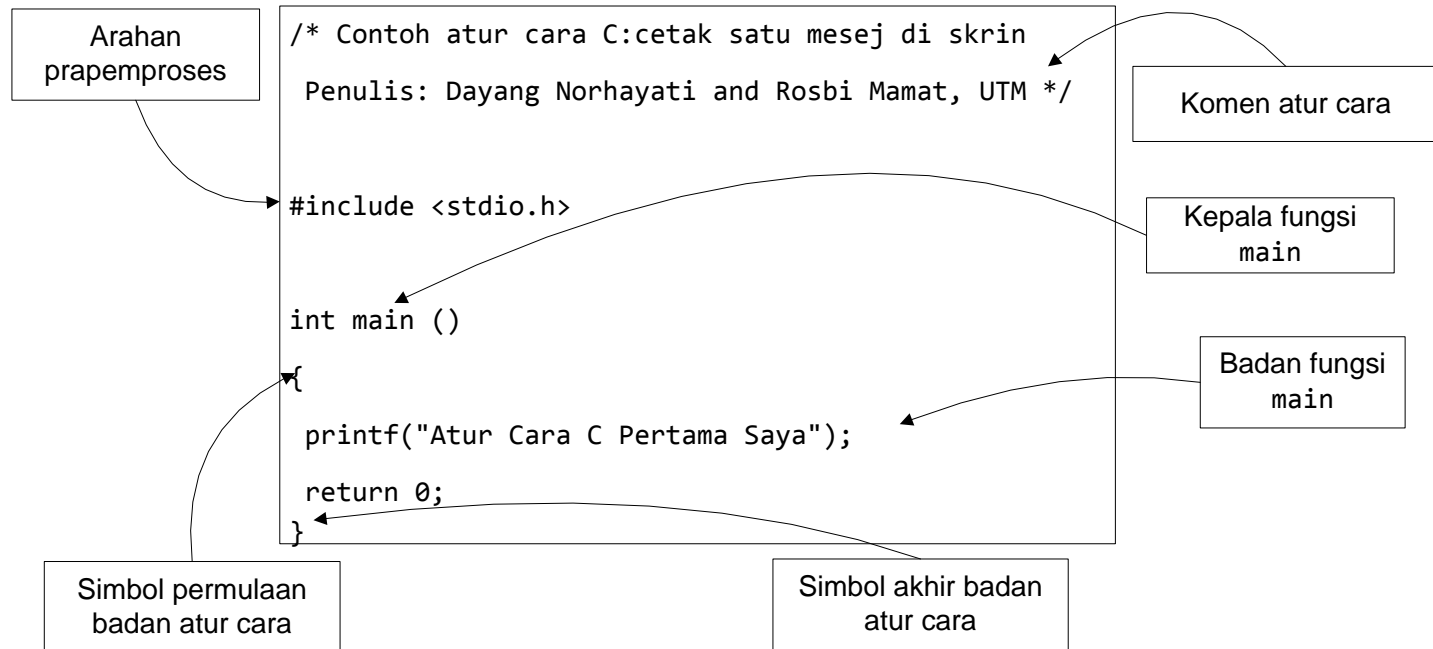 Arahan
prapemproses
/* Contoh atur cara C:cetak satu mesej di skrin
Penulis: Dayang Norhayati and Rosbi Mamat, UTM */
Komen atur cara
#include <stdio.h>
Kepala fungsi
main
int main ()
{
Badan fungsi
main
printf("Atur Cara C Pertama Saya");
return 0;
}
Simbol permulaan
badan atur cara
Simbol akhir badan
atur cara